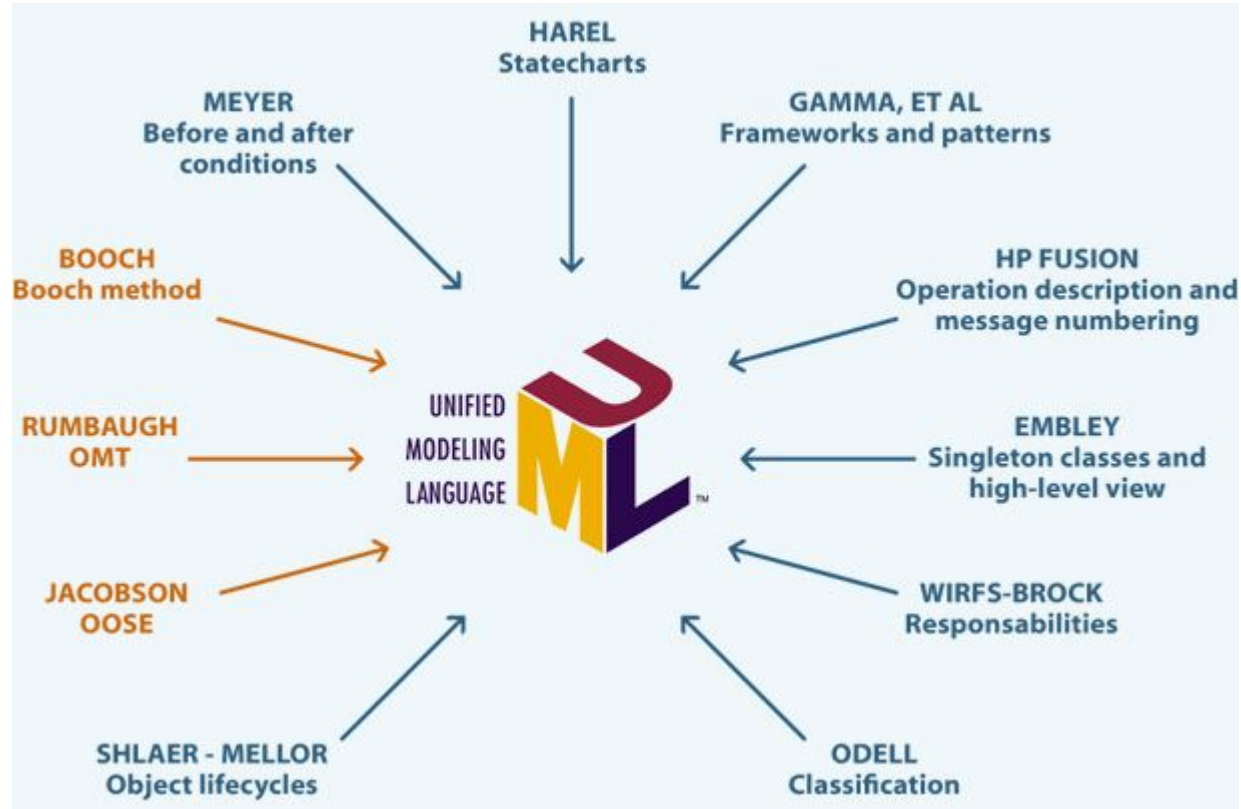 HAREL
Statecharts
MEYER
Before and after
conditions
GAMMA, ET AL
Frameworks and patterns
BOOCH
Booch method
HP FUSION
Operation description and
message numbering
UNIFIED
MODELING
LANGUAGE
UML
™
RUMBAUGH
OMT
EMBLEY
Singleton classes and
high-level view
JACOBSON
OOSE
WIRFS-BROCK
Responsabilities
SHLAER - MELLOR
Object lifecycles
ODELL
Classification